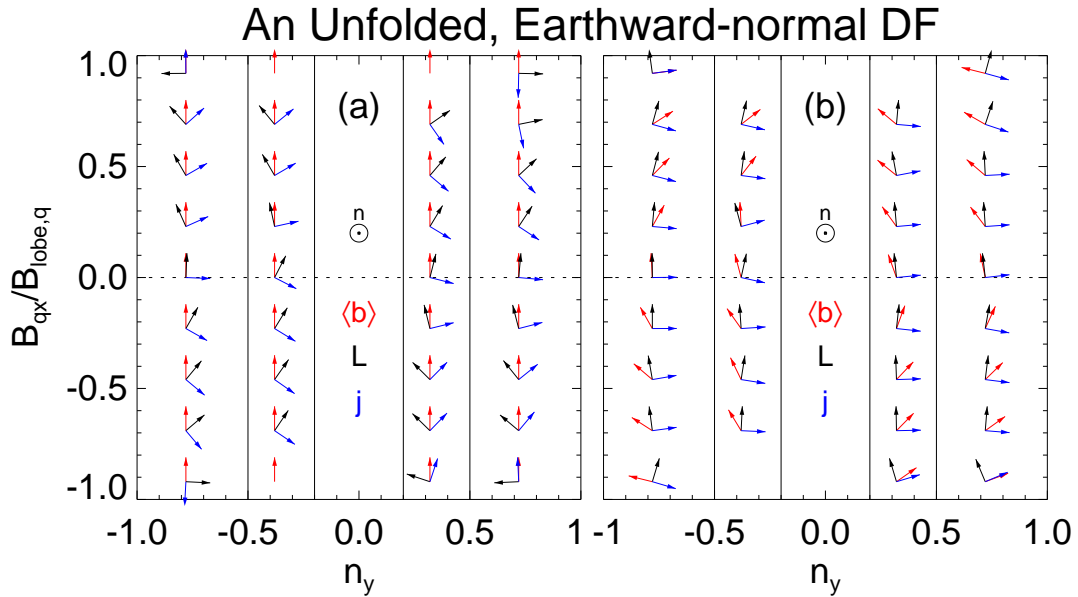 An Unfolded, Earthward-normal DF
B_qx/B_lobe,q
1.0
0.5
0.0
-0.5
-1.0
(a)
n
⟨b⟩
L
j
-1.0
-0.5
0.0
0.5
1
n_y
(b)
n
⟨b⟩
L
j
-1
-0.5
0.0
0.5
1.0
n_y